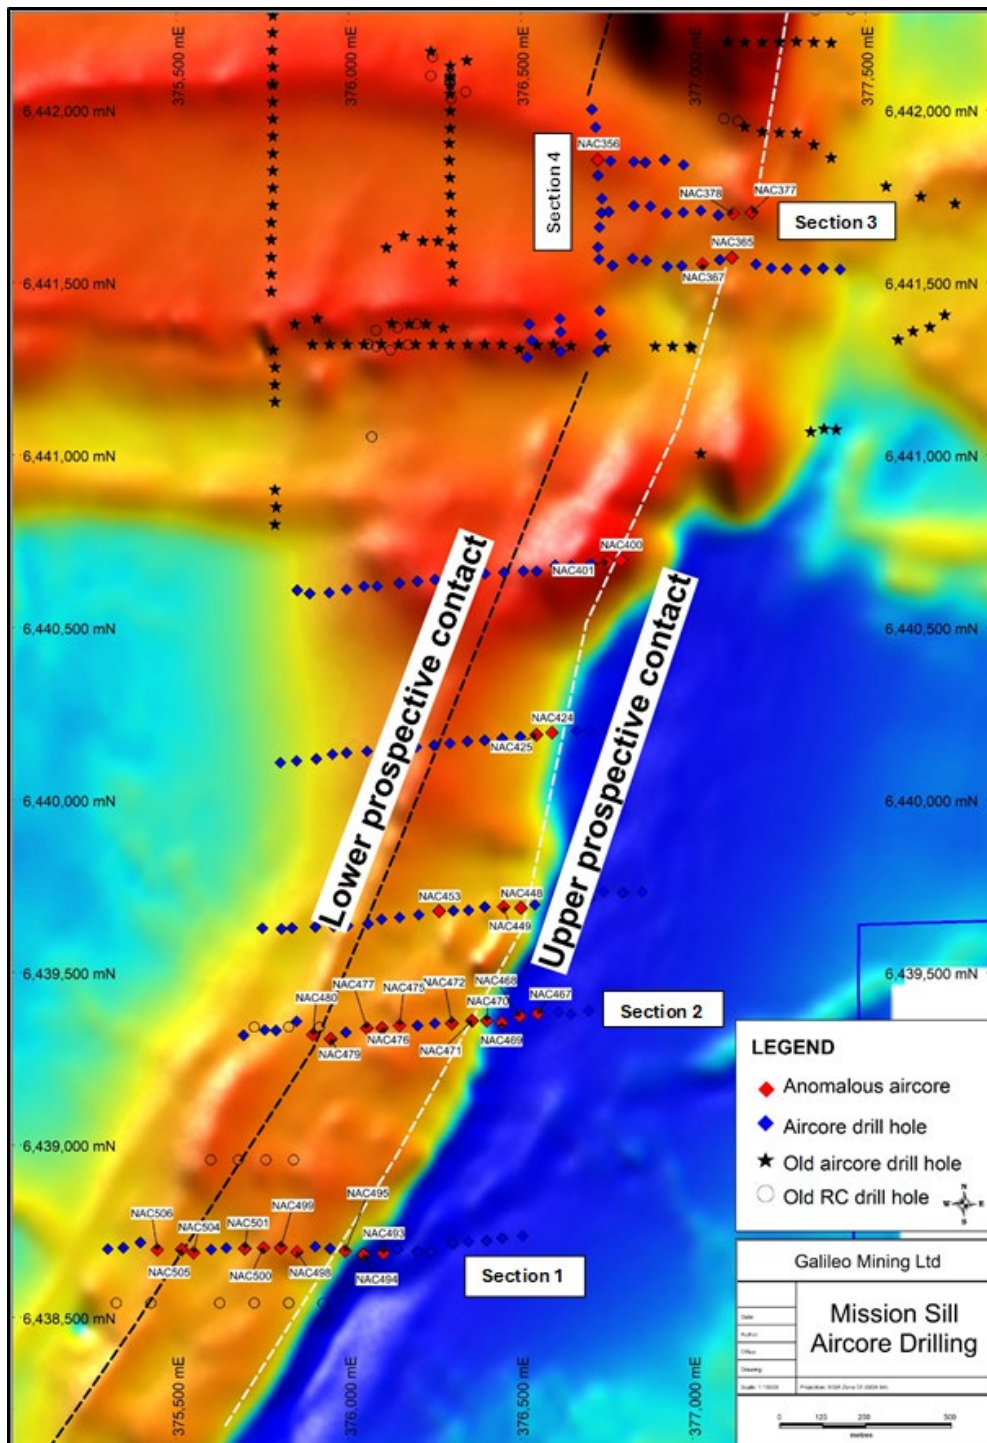 375,500 mE
376,000 mE
376,500 mE
377,000 mE
377,500 mE
6,442,000 mN
6,442,000 mN
NAC356
Section 4
NAC378
NAC377
Section 3
NAC365
NAC367
6,441,500 mN
6,441,500 mN
6,441,000 mN
6,441,000 mN
NAC400
NAC401
Lower prospective contact
Upper prospective contact
6,440,500 mN
6,440,500 mN
NAC424
NAC425
6,440,000 mN
6,440,000 mN
NAC453
NAC448
NAC449
6,439,500 mN
6,439,500 mN
NAC480
NAC477
NAC475
NAC472
NAC468
NAC470
NAC467
NAC479
NAC476
NAC471
NAC469
Section 2
LEGEND
Anomalous aircore
Aircore drill hole
Old aircore drill hole
Old RC drill hole
N
W E
S
6,439,000 mN
NAC506
NAC504
NAC501
NAC499
NAC495
NAC493
NAC505
NAC500
NAC498
NAC494
Section 1
6,438,500 mN
375,500 mE
376,000 mE
376,500 mE
377,000 mE
Galileo Mining Ltd
Mission Sill
Aircore Drilling
Date:
Author:
Office:
Drawing:
0 125 250 500
metres